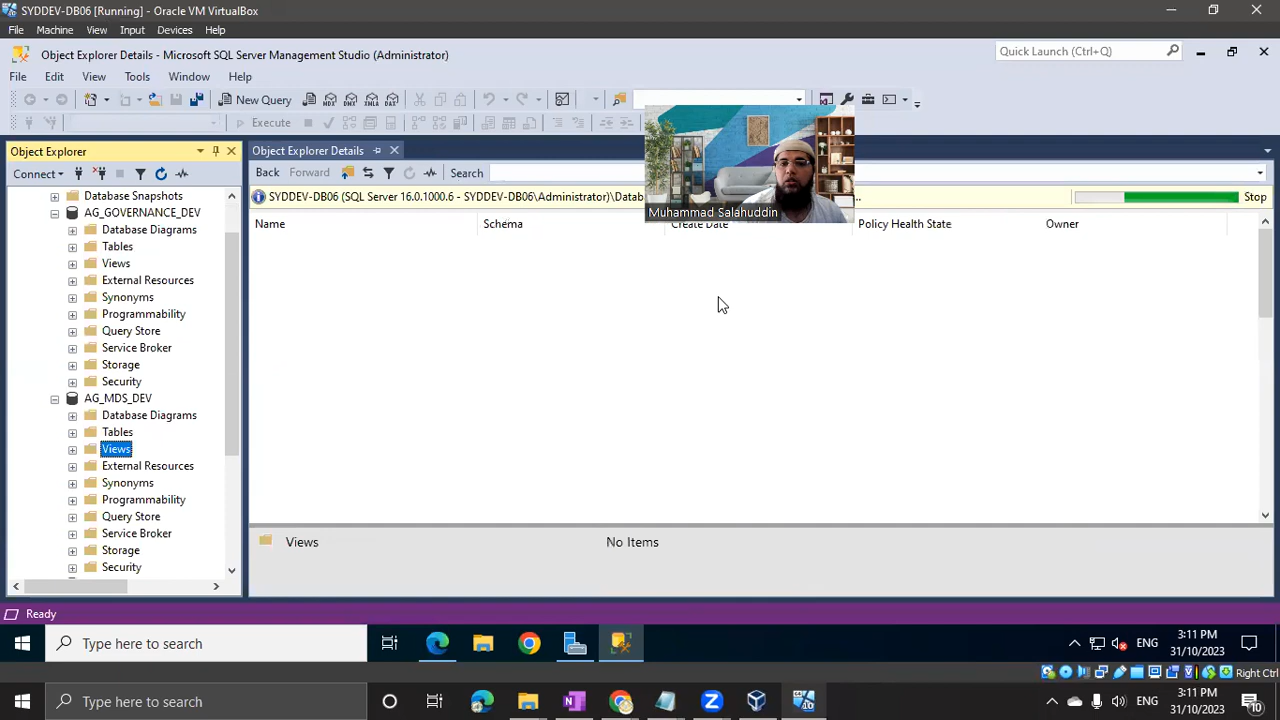 SYDDEV-DB06 [Running] - Oracle VM VirtualBox
File Machine View Input Devices Help
Object Explorer Details - Microsoft SQL Server Management Studio (Administrator)
Quick Launch (Ctrl+Q)
File Edit View Tools Window Help
New Query
MDX DMX XMLA DAX
Execute
Object Explorer
Object Explorer Details
Connect
Back Forward Search
Database Snapshots
AG_GOVERNANCE_DEV
Database Diagrams
Tables
Views
External Resources
Synonyms
Programmability
Query Store
Service Broker
Storage
Security
AG_MDS_DEV
Database Diagrams
Tables
Views
External Resources
Synonyms
Programmability
Query Store
Service Broker
Storage
Security
SYDDEV-DB06 (SQL Server 16.0.1000.6 - SYDDEV-DB06\Administrator)\Datab
..
Stop
Muhammad Salahuddin
Name Schema Create Date Policy Health State Owner
Views No Items
Ready
Type here to search
ENG
3:11 PM
31/10/2023
Right Ctrl
Type here to search
ENG
3:11 PM
31/10/2023
10